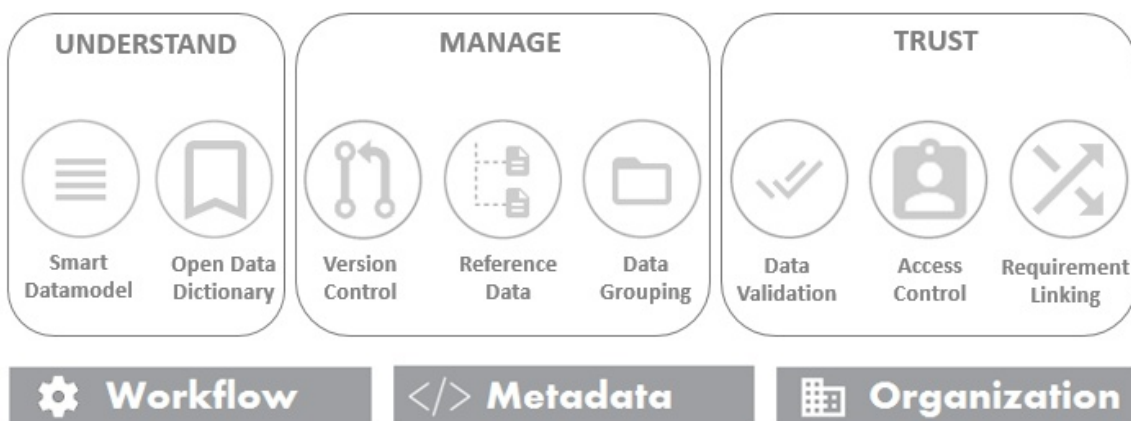 UNDERSTAND
Smart
Datamodel
Open Data
Dictionary
MANAGE
Version
Control
Reference
Data
Data
Grouping
TRUST
Data
Validation
Access
Control
Requirement
Linking
Workflow
</> Metadata
Organization